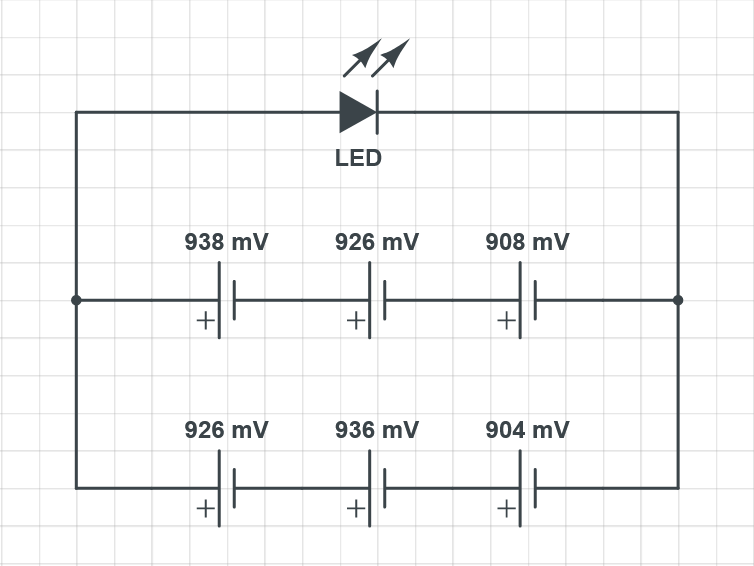 LED
938 mV 926 mV 908 mV
+ + +
926 mV 936 mV 904 mV
+ + +